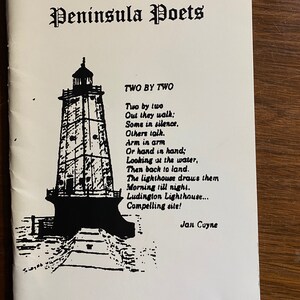 Peninsula Poets
TWO BY TWO
Two by two
Out they walk;
Some in silence,
Others talk.
Arm in arm
Or hand in hand;
Looking at the water,
Then back to land.
The lighthouse draws them
Morning till night.
Ludington Lighthouse...
Compelling site!
Jan Coyne